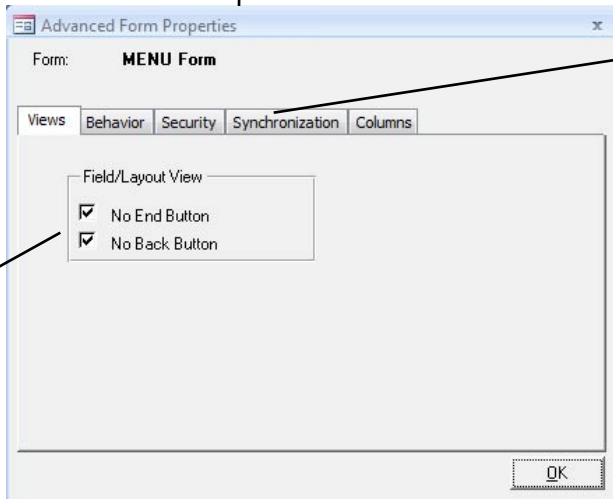 Advanced Form Properties x
Form: MENU Form
Views Behavior Security Synchronization Columns
Field/Layout View
No End Button
No Back Button
OK